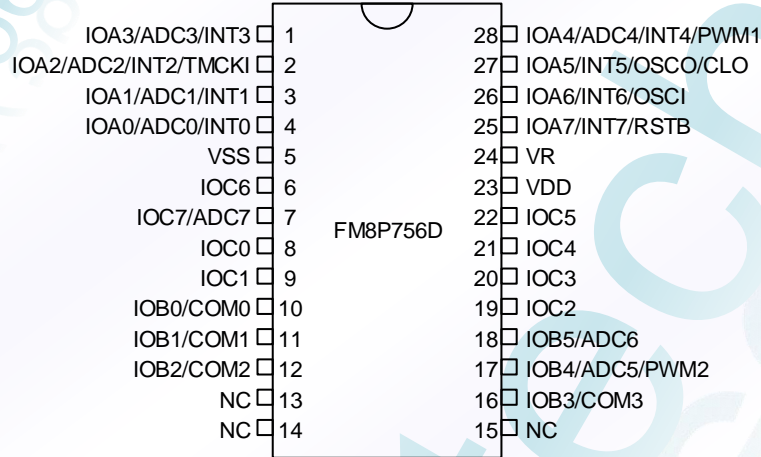 IOA3/ADC3/INT3 1 28 IOA4/ADC4/INT4/PWM1
IOA2/ADC2/INT2/TMCKI 2 27 IOA5/INT5/OSCO/CLO
IOA1/ADC1/INT1 3 26 IOA6/INT6/OSCI
IOA0/ADC0/INT0 4 25 IOA7/INT7/RSTB
VSS 5 24 VR
IOC6 6 23 VDD
IOC7/ADC7 7 22 IOC5
FM8P756D
IOC0 8 21 IOC4
IOC1 9 20 IOC3
IOB0/COM0 10 19 IOC2
IOB1/COM1 11 18 IOB5/ADC6
IOB2/COM2 12 17 IOB4/ADC5/PWM2
NC 13 16 IOB3/COM3
NC 14 15 NC
tech